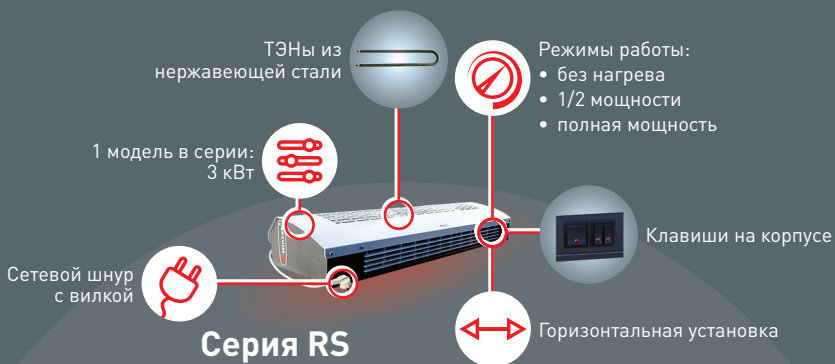 ТЭНы из
нержавеющей стали
Режимы работы:
• без нагрева
• 1/2 мощности
• полная мощность
1 модель в серии:
3 кВт
Клавиши на корпусе
Сетевой шнур
с вилкой
Горизонтальная установка
Серия RS